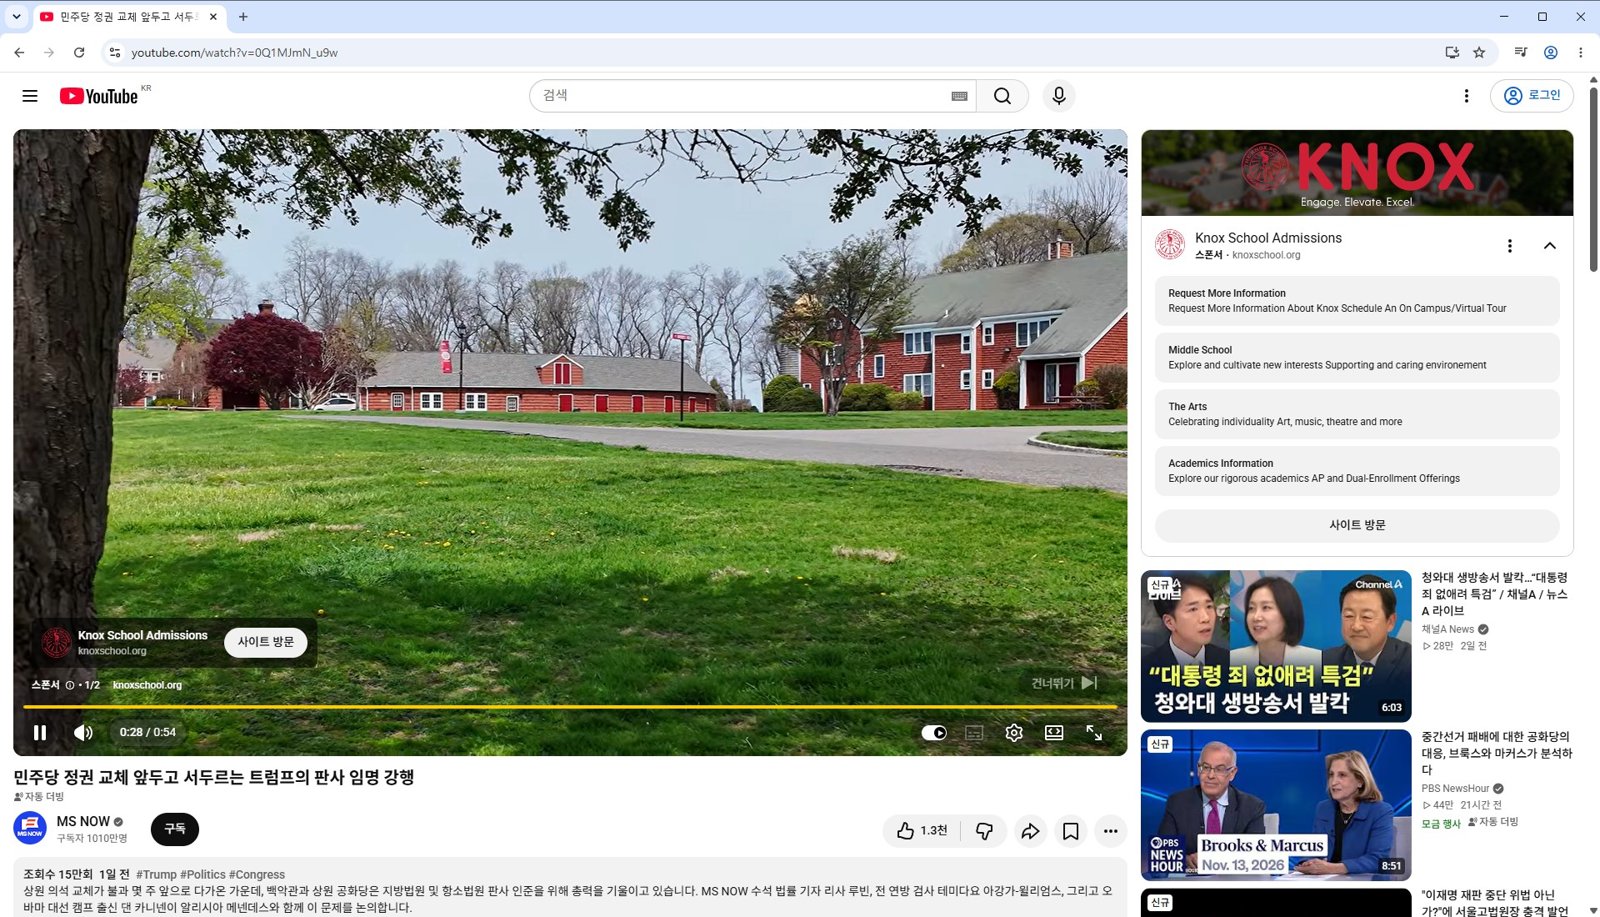 민주당 정권 교체 앞두고 서두
youtube.com/watch?v=0Q1MJmN_u9w
YouTube KR
검색
로그인
Knox School Admissions
knoxschool.org
사이트 방문
스폰서 • 1/2 knoxschool.org
건너뛰기
0:28 / 0:54
민주당 정권 교체 앞두고 서두르는 트럼프의 판사 임명 강행
자동 더빙
MS NOW
MS NOW
구독자 1010만명
구독
1.3천
조회수 15만회 1일 전 #Trump #Politics #Congress
상원 의석 교체가 불과 몇 주 앞으로 다가온 가운데, 백악관과 상원 공화당은 지방법원 및 항소법원 판사 인준을 위해 총력을 기울이고 있습니다. MS NOW 수석 법률 기자 리사 루빈, 전 연방 검사 테미다요 아강가-윌리엄스, 그리고 오
바마 대선 캠프 출신 댄 카니넨이 알리시아 메넨데스와 함께 이 문제를 논의합니다.
KNOX
Engage. Elevate. Excel.
Knox School Admissions
스폰서 · knoxschool.org
Request More Information
Request More Information About Knox Schedule An On Campus/Virtual Tour
Middle School
Explore and cultivate new interests Supporting and caring environement
The Arts
Celebrating individuality Art, music, theatre and more
Academics Information
Explore our rigorous academics AP and Dual-Enrollment Offerings
사이트 방문
신규
Channel A
“대통령 죄 없애려 특검”
청와대 생방송서 발칵
6:03
청와대 생방송서 발칵…“대통령
죄 없애려 특검” / 채널A / 뉴스
A 라이브
채널A News
28만 2일 전
신규
PBS
NEWS
HOUR
Brooks & Marcus
Nov. 13, 2026
8:51
중간선거 패배에 대한 공화당의
대응, 브룩스와 마커스가 분석하
다
PBS NewsHour
44만 21시간 전
모금 행사 자동 더빙
신규
"이재명 재판 중단 위법 아닌
가?"에 서울고법원장 충격 발언